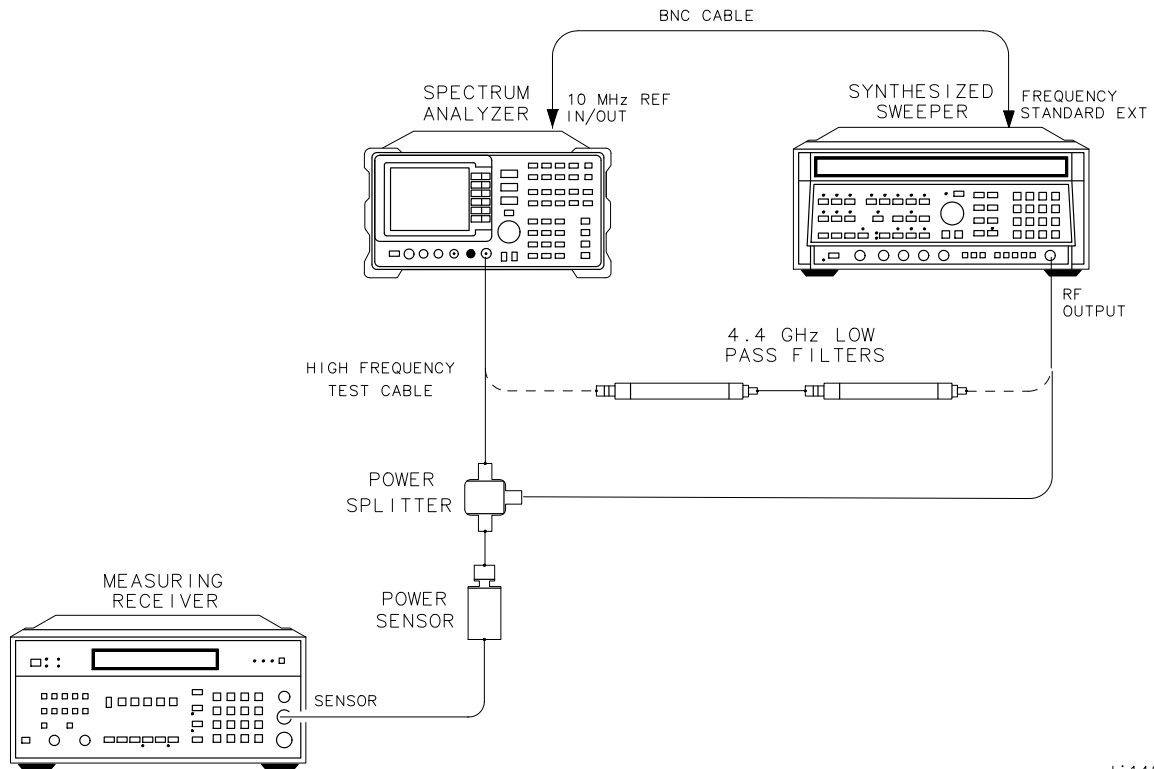 BNC CABLE
SPECTRUM
ANALYZER
10 MHz REF
IN/OUT
SYNTHESIZED
SWEEPER
FREQUENCY
STANDARD EXT
RF
OUTPUT
4.4 GHz LOW
PASS FILTERS
HIGH FREQUENCY
TEST CABLE
POWER
SPLITTER
MEASURING
RECEIVER
POWER
SENSOR
SENSOR